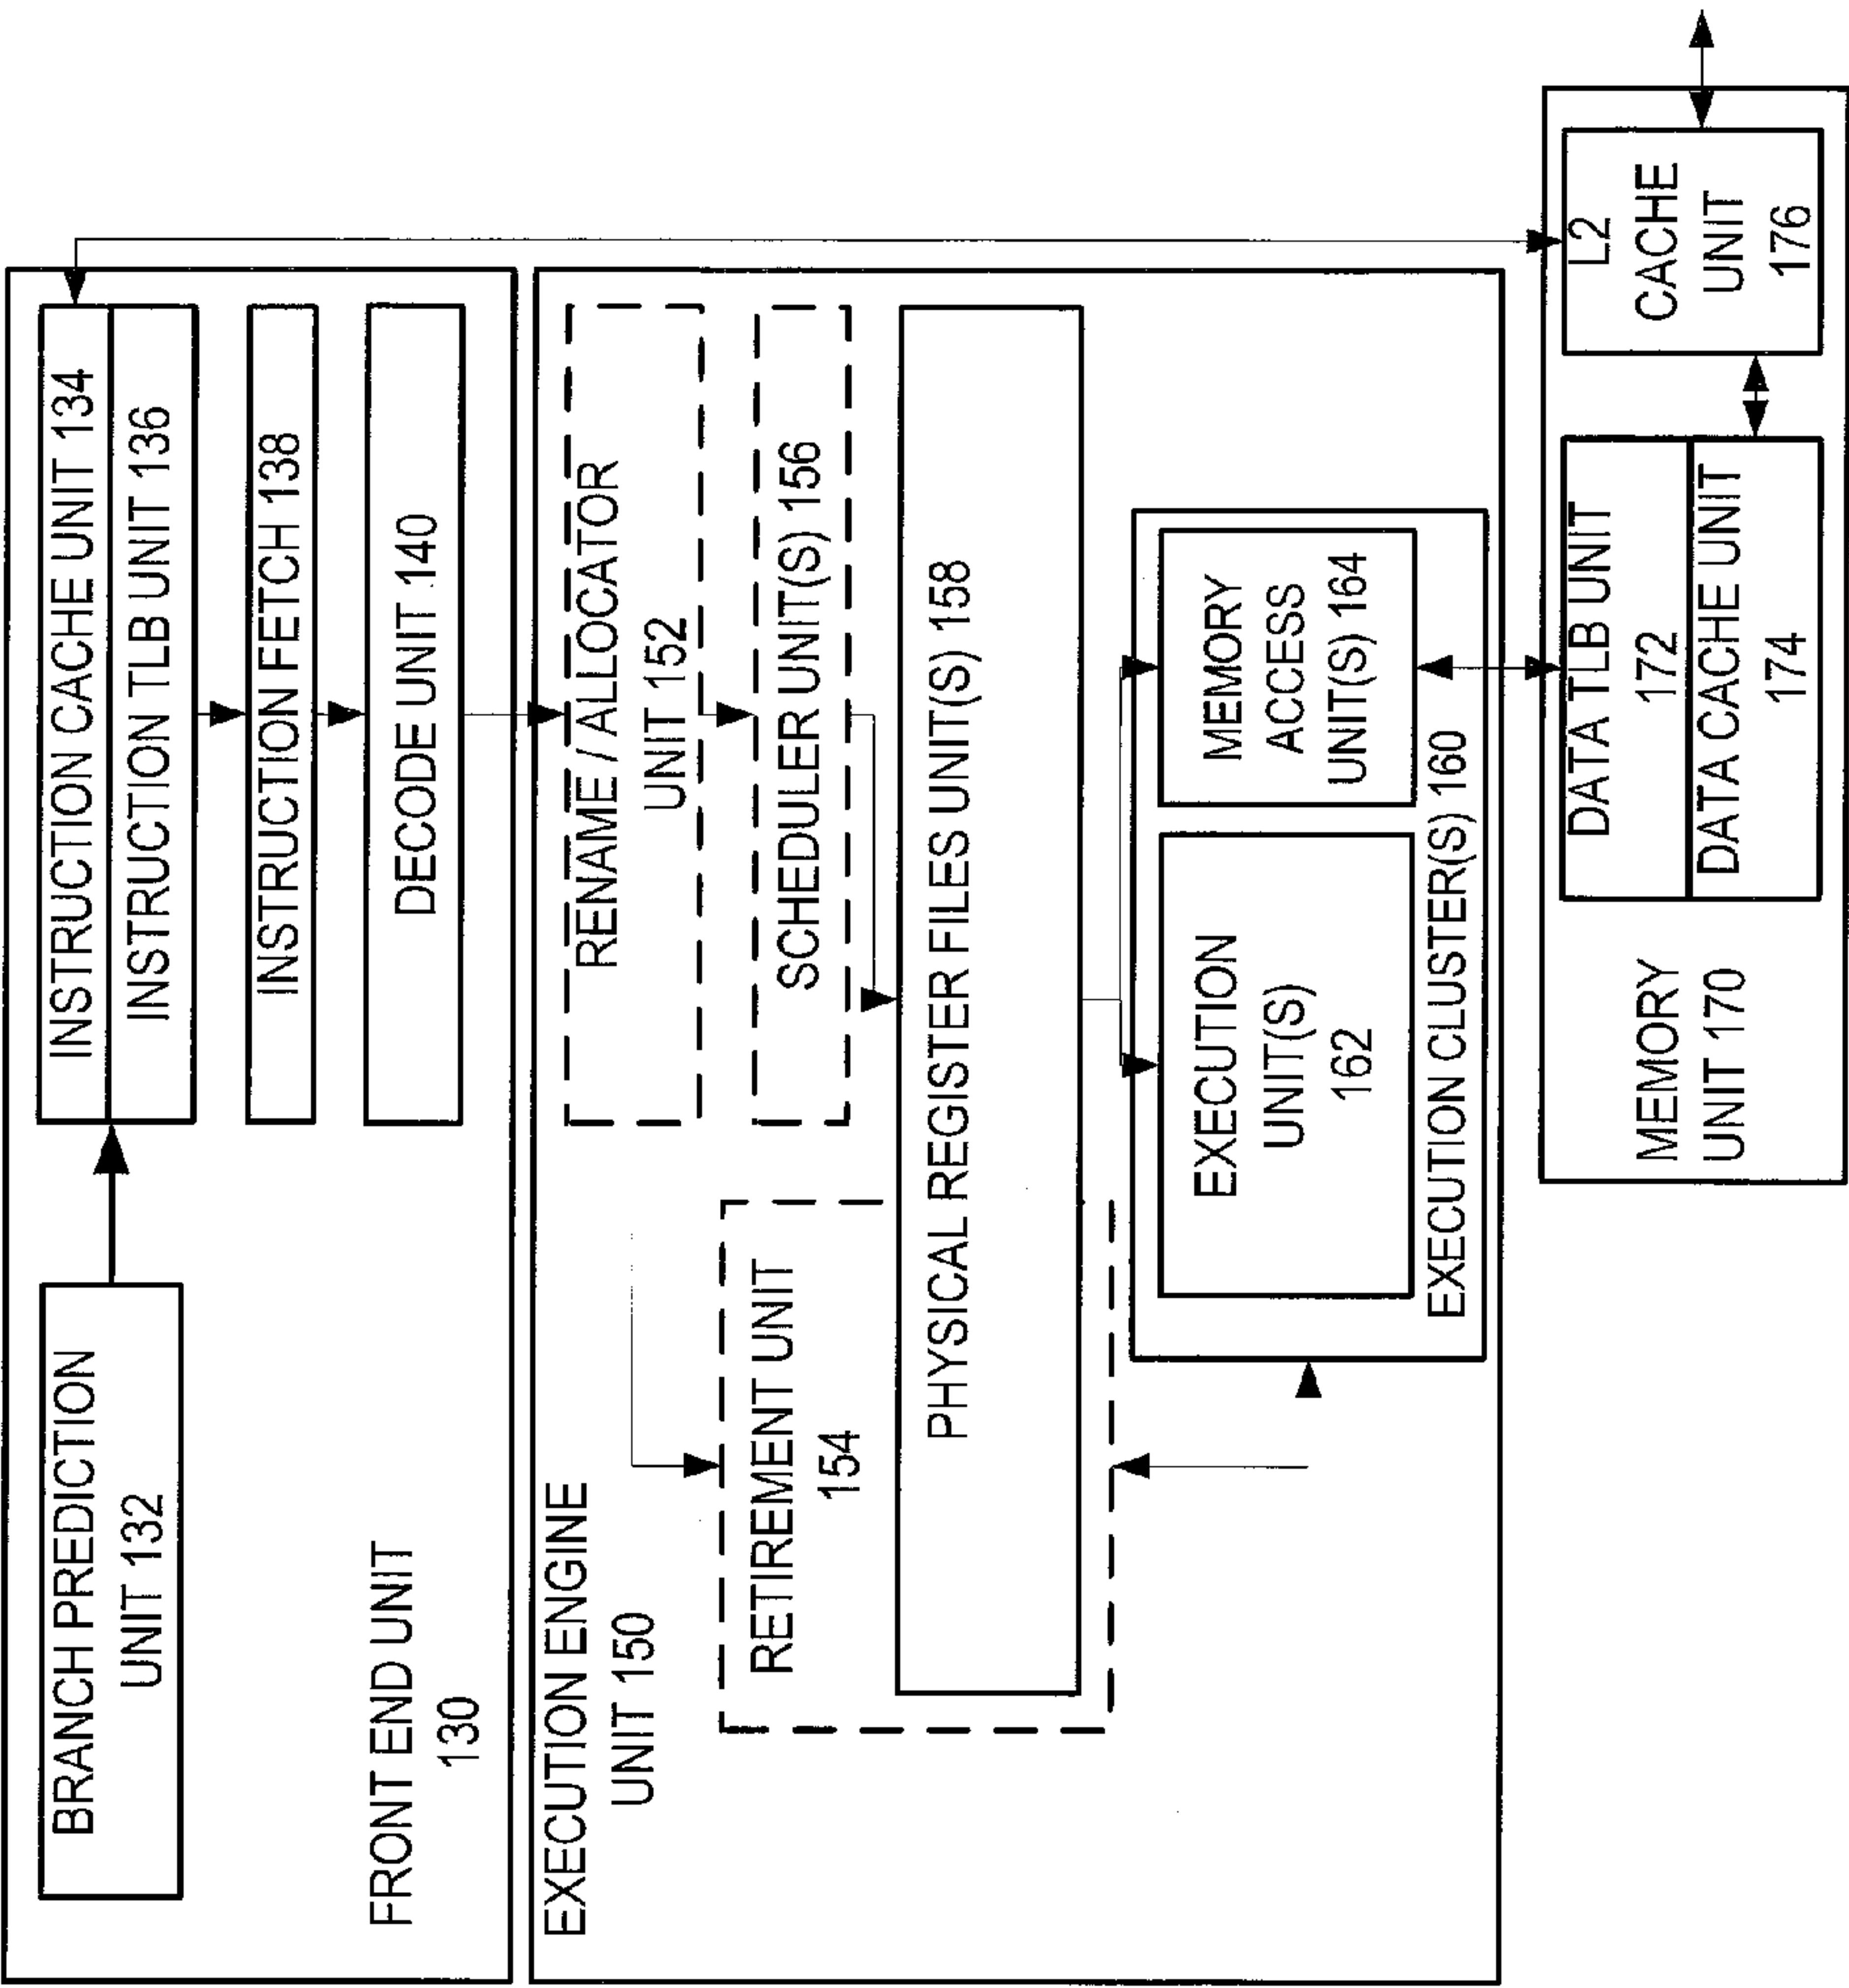 BRANCH PREDICTION
UNIT 132
INSTRUCTION CACHE UNIT 134
INSTRUCTION TLB UNIT 136
INSTRUCTION FETCH 138
DECODE UNIT 140
FRONT END UNIT
130
EXECUTION ENGINE
UNIT 150
RENAME / ALLOCATOR
UNIT 152
RETIREMENT UNIT
154
SCHEDULER UNIT(S) 156
PHYSICAL REGISTER FILES UNIT(S) 158
EXECUTION
UNIT(S)
162
MEMORY
ACCESS
UNIT(S) 164
EXECUTION CLUSTER(S) 160
MEMORY
UNIT 170
DATA TLB UNIT
172
DATA CACHE UNIT
174
L2
CACHE
UNIT
176